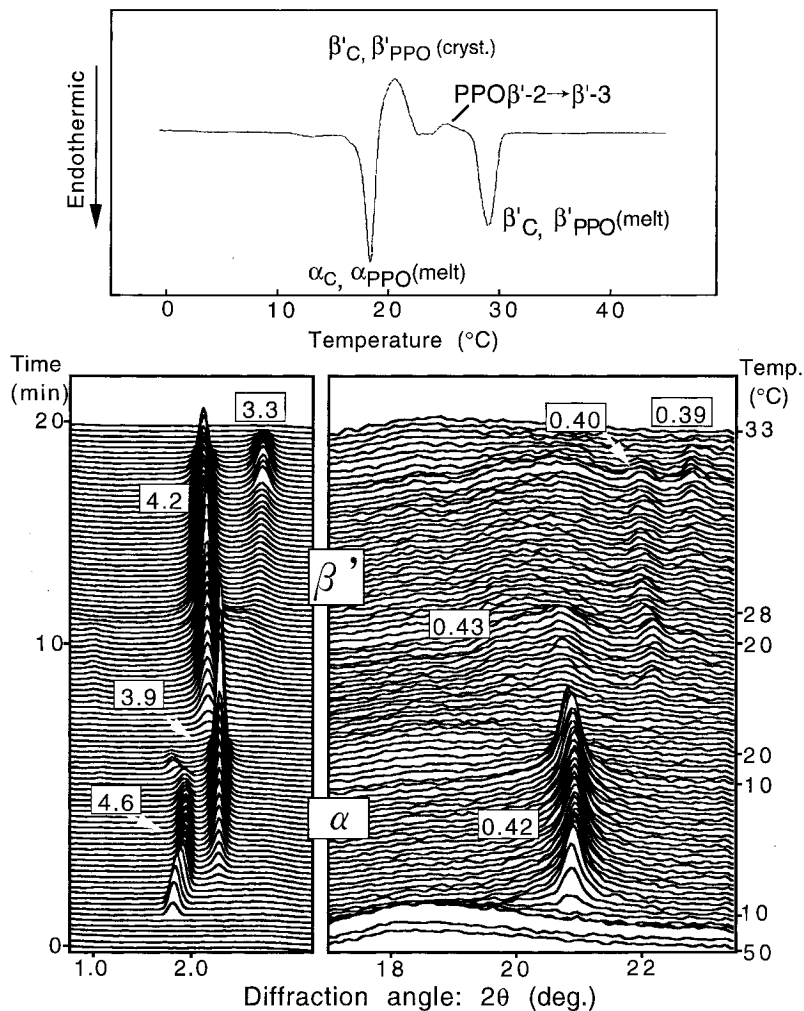 β'C, β'PPO (cryst.)
PPOβ'-2→β'-3
Endothermic
β'C, β'PPO(melt)
αC, αPPO(melt)
0 10 20 30 40
Temperature (°C)
Time
(min)
Temp.
(°C)
3.3
0.40
0.39
20
33
4.2
β'
0.43
28
10
20
3.9
20
10
4.6
α
0.42
10
0
50
1.0 2.0 18 20 22
Diffraction angle: 2θ (deg.)